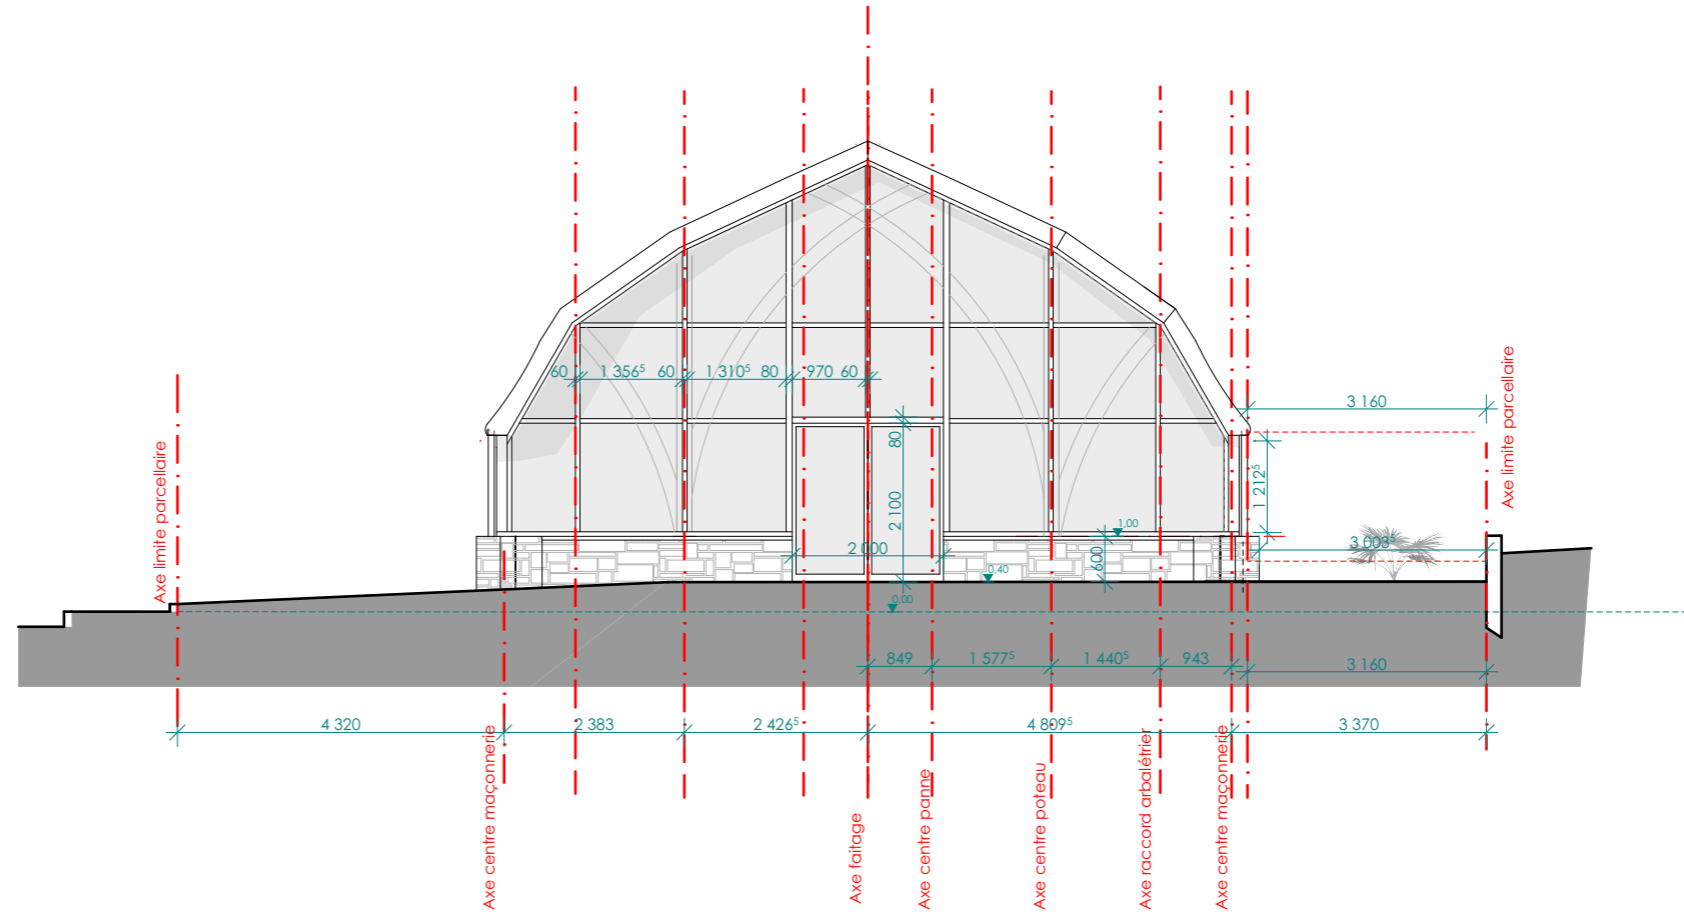 60 1 356⁵ 60 1 310⁵ 80 970 60
3 160
Axe limite parcellaire
Axe limite parcellaire
80
2 100
1 212⁵
1,00
2 000
600
3 003⁵
0,40
0,00
849 1 577⁵ 1 440⁵ 943 3 160
4 320 2 383 2 426⁵ 4 809⁵ 3 370
Axe centre maçonnerie
Axe faitage
Axe centre panne
Axe centre poteau
Axe raccord arbalétrier
Axe centre maçonnerie